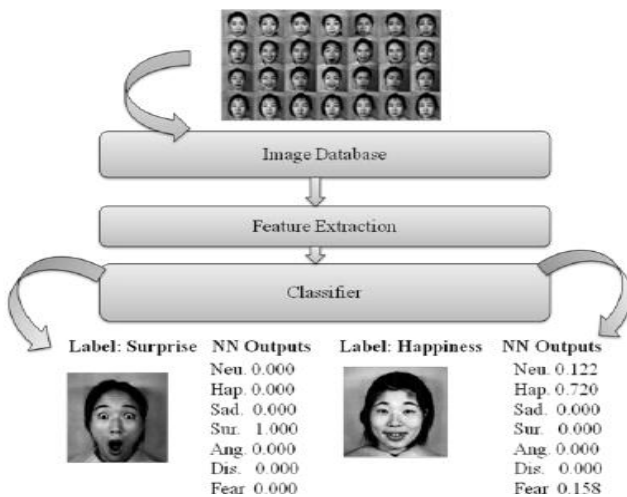 Image Database
Feature Extraction
Classifier
Label: Surprise NN Outputs
Neu. 0.000
Hap. 0.000
Sad. 0.000
Sur. 1.000
Ang. 0.000
Dis. 0.000
Fear 0.000
Label: Happiness NN Outputs
Neu. 0.122
Hap. 0.720
Sad. 0.000
Sur. 0.000
Ang. 0.000
Dis. 0.000
Fear 0.158